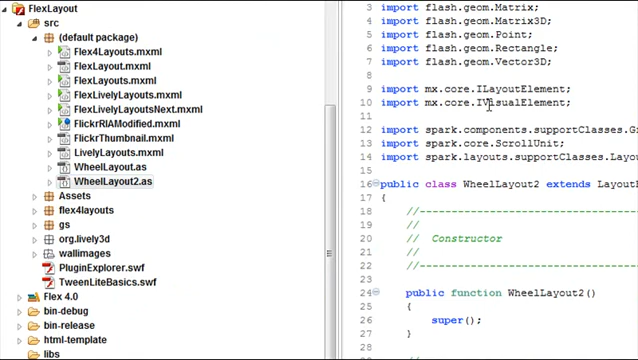 FlexLayout
src
(default package)
Flex4Layouts.mxml
FlexLayout.mxml
FlexLayouts.mxml
FlexLivelyLayouts.mxml
FlexLivelyLayoutsNext.mxml
FlickrRIAModified.mxml
FlickrThumbnail.mxml
LivelyLayouts.mxml
WheelLayout.as
WheelLayout2.as
Assets
flex4layouts
gs
org.lively3d
wallimages
PluginExplorer.swf
TweenLiteBasics.swf
Flex 4.0
bin-debug
bin-release
html-template
libs
3 import flash.geom.Matrix;
4 import flash.geom.Matrix3D;
5 import flash.geom.Point;
6 import flash.geom.Rectangle;
7 import flash.geom.Vector3D;
8
9 import mx.core.ILayoutElement;
10 import mx.core.IVisualElement;
11
12 import spark.components.supportClasses.G
13 import spark.core.ScrollUnit;
14 import spark.layouts.supportClasses.Layou
15
16 public class WheelLayout2 extends Layout
17 {
18 //--------------------------------
19 //
20 // Constructor
21 //
22 //--------------------------------
23
24 public function WheelLayout2()
25 {
26 super();
27 }
28